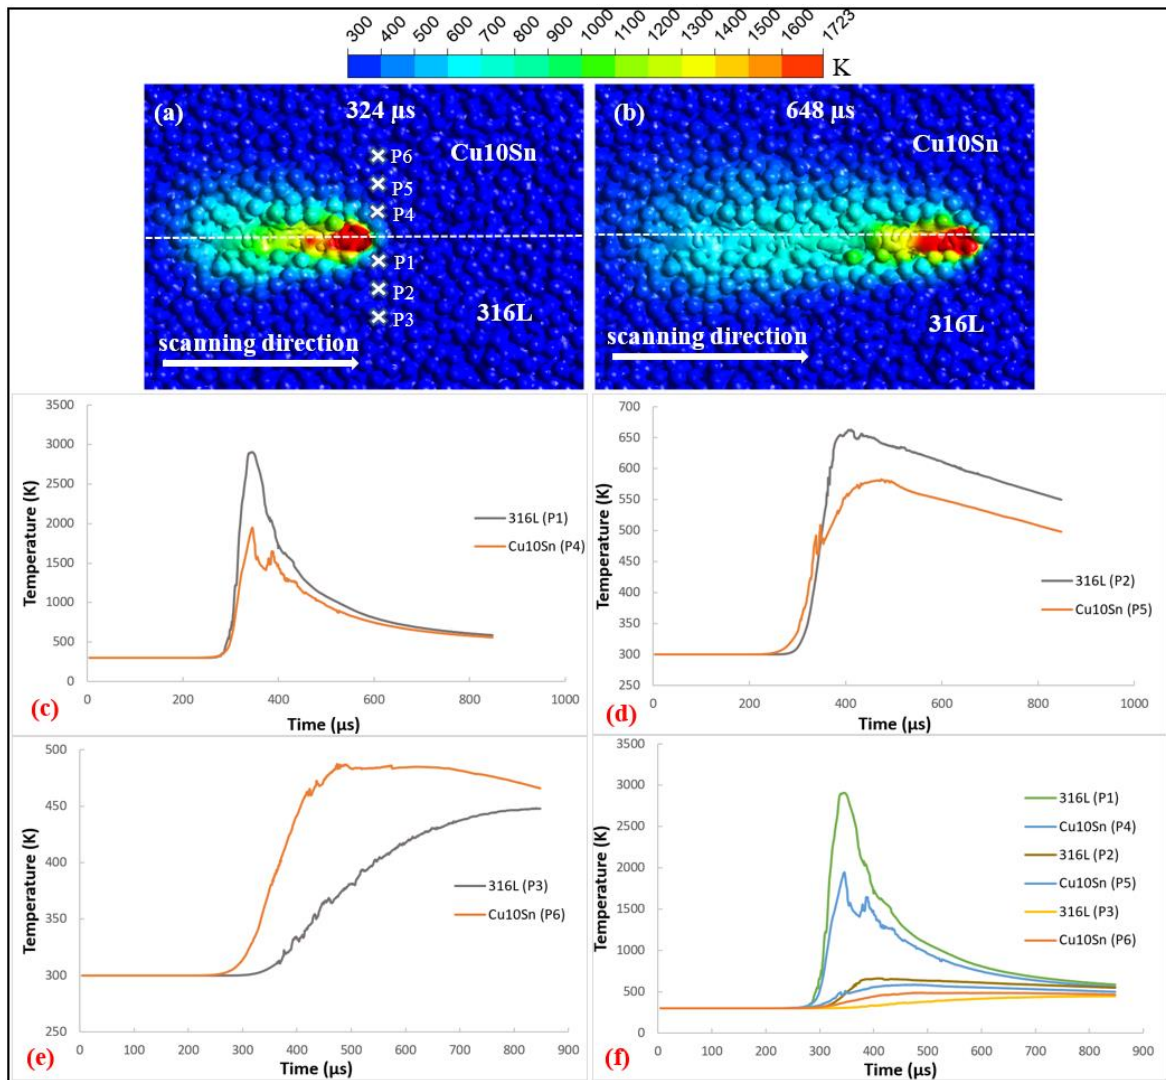 300 400 500 600 700 800 900 1000 1100 1200 1300 1400 1500 1600 1723
K
(a) 324 µs
Cu10Sn
P6
P5
P4
P1
P2
P3
316L
scanning direction
(b) 648 µs
Cu10Sn
316L
scanning direction
3500
3000
2500
2000
1500
1000
500
0
Temperature (K)
316L (P1)
Cu10Sn (P4)
0 200 400 600 800 1000
Time (µs)
(c)
700
650
600
550
500
450
400
350
300
250
Temperature (K)
316L (P2)
Cu10Sn (P5)
0 200 400 600 800 1000
Time (µs)
(d)
500
450
400
350
300
250
Temperature (K)
316L (P3)
Cu10Sn (P6)
0 100 200 300 400 500 600 700 800 900
Time (µs)
(e)
3500
3000
2500
2000
1500
1000
500
0
Temperature (K)
316L (P1)
Cu10Sn (P4)
316L (P2)
Cu10Sn (P5)
316L (P3)
Cu10Sn (P6)
0 100 200 300 400 500 600 700 800 900
Time (µs)
(f)